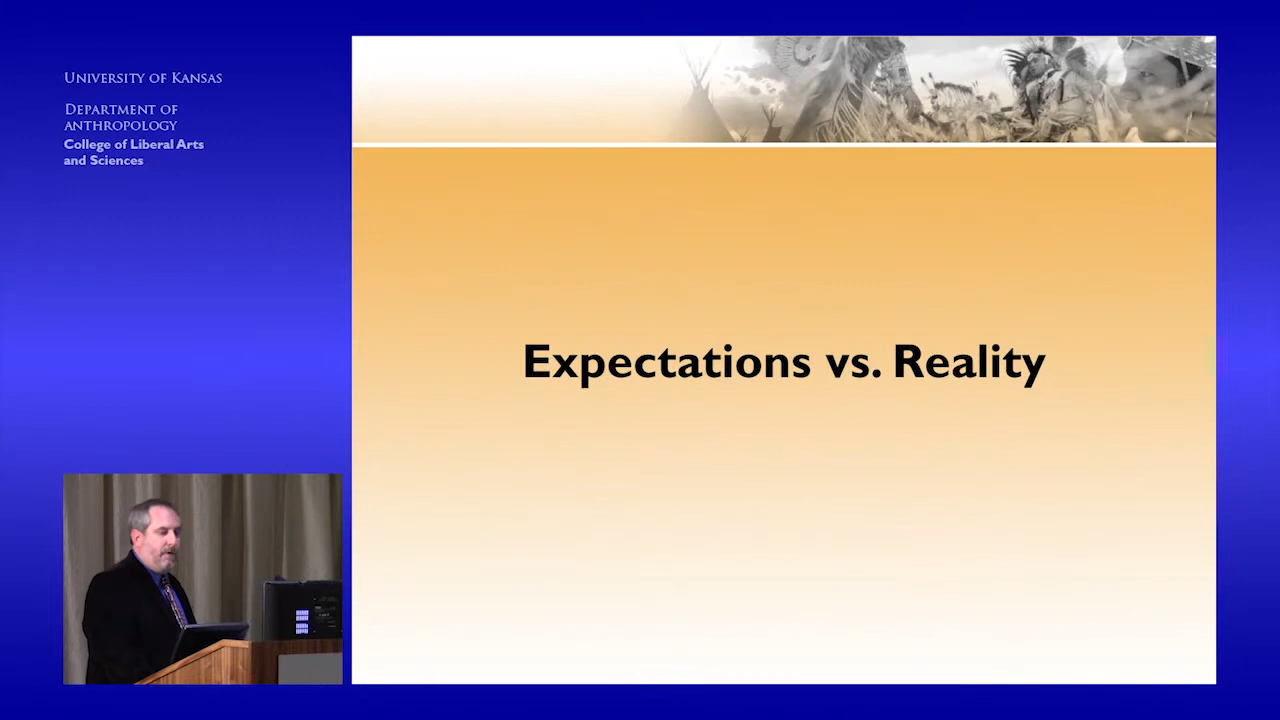 UNIVERSITY OF KANSAS
DEPARTMENT OF
ANTHROPOLOGY
College of Liberal Arts
and Sciences
Expectations vs. Reality